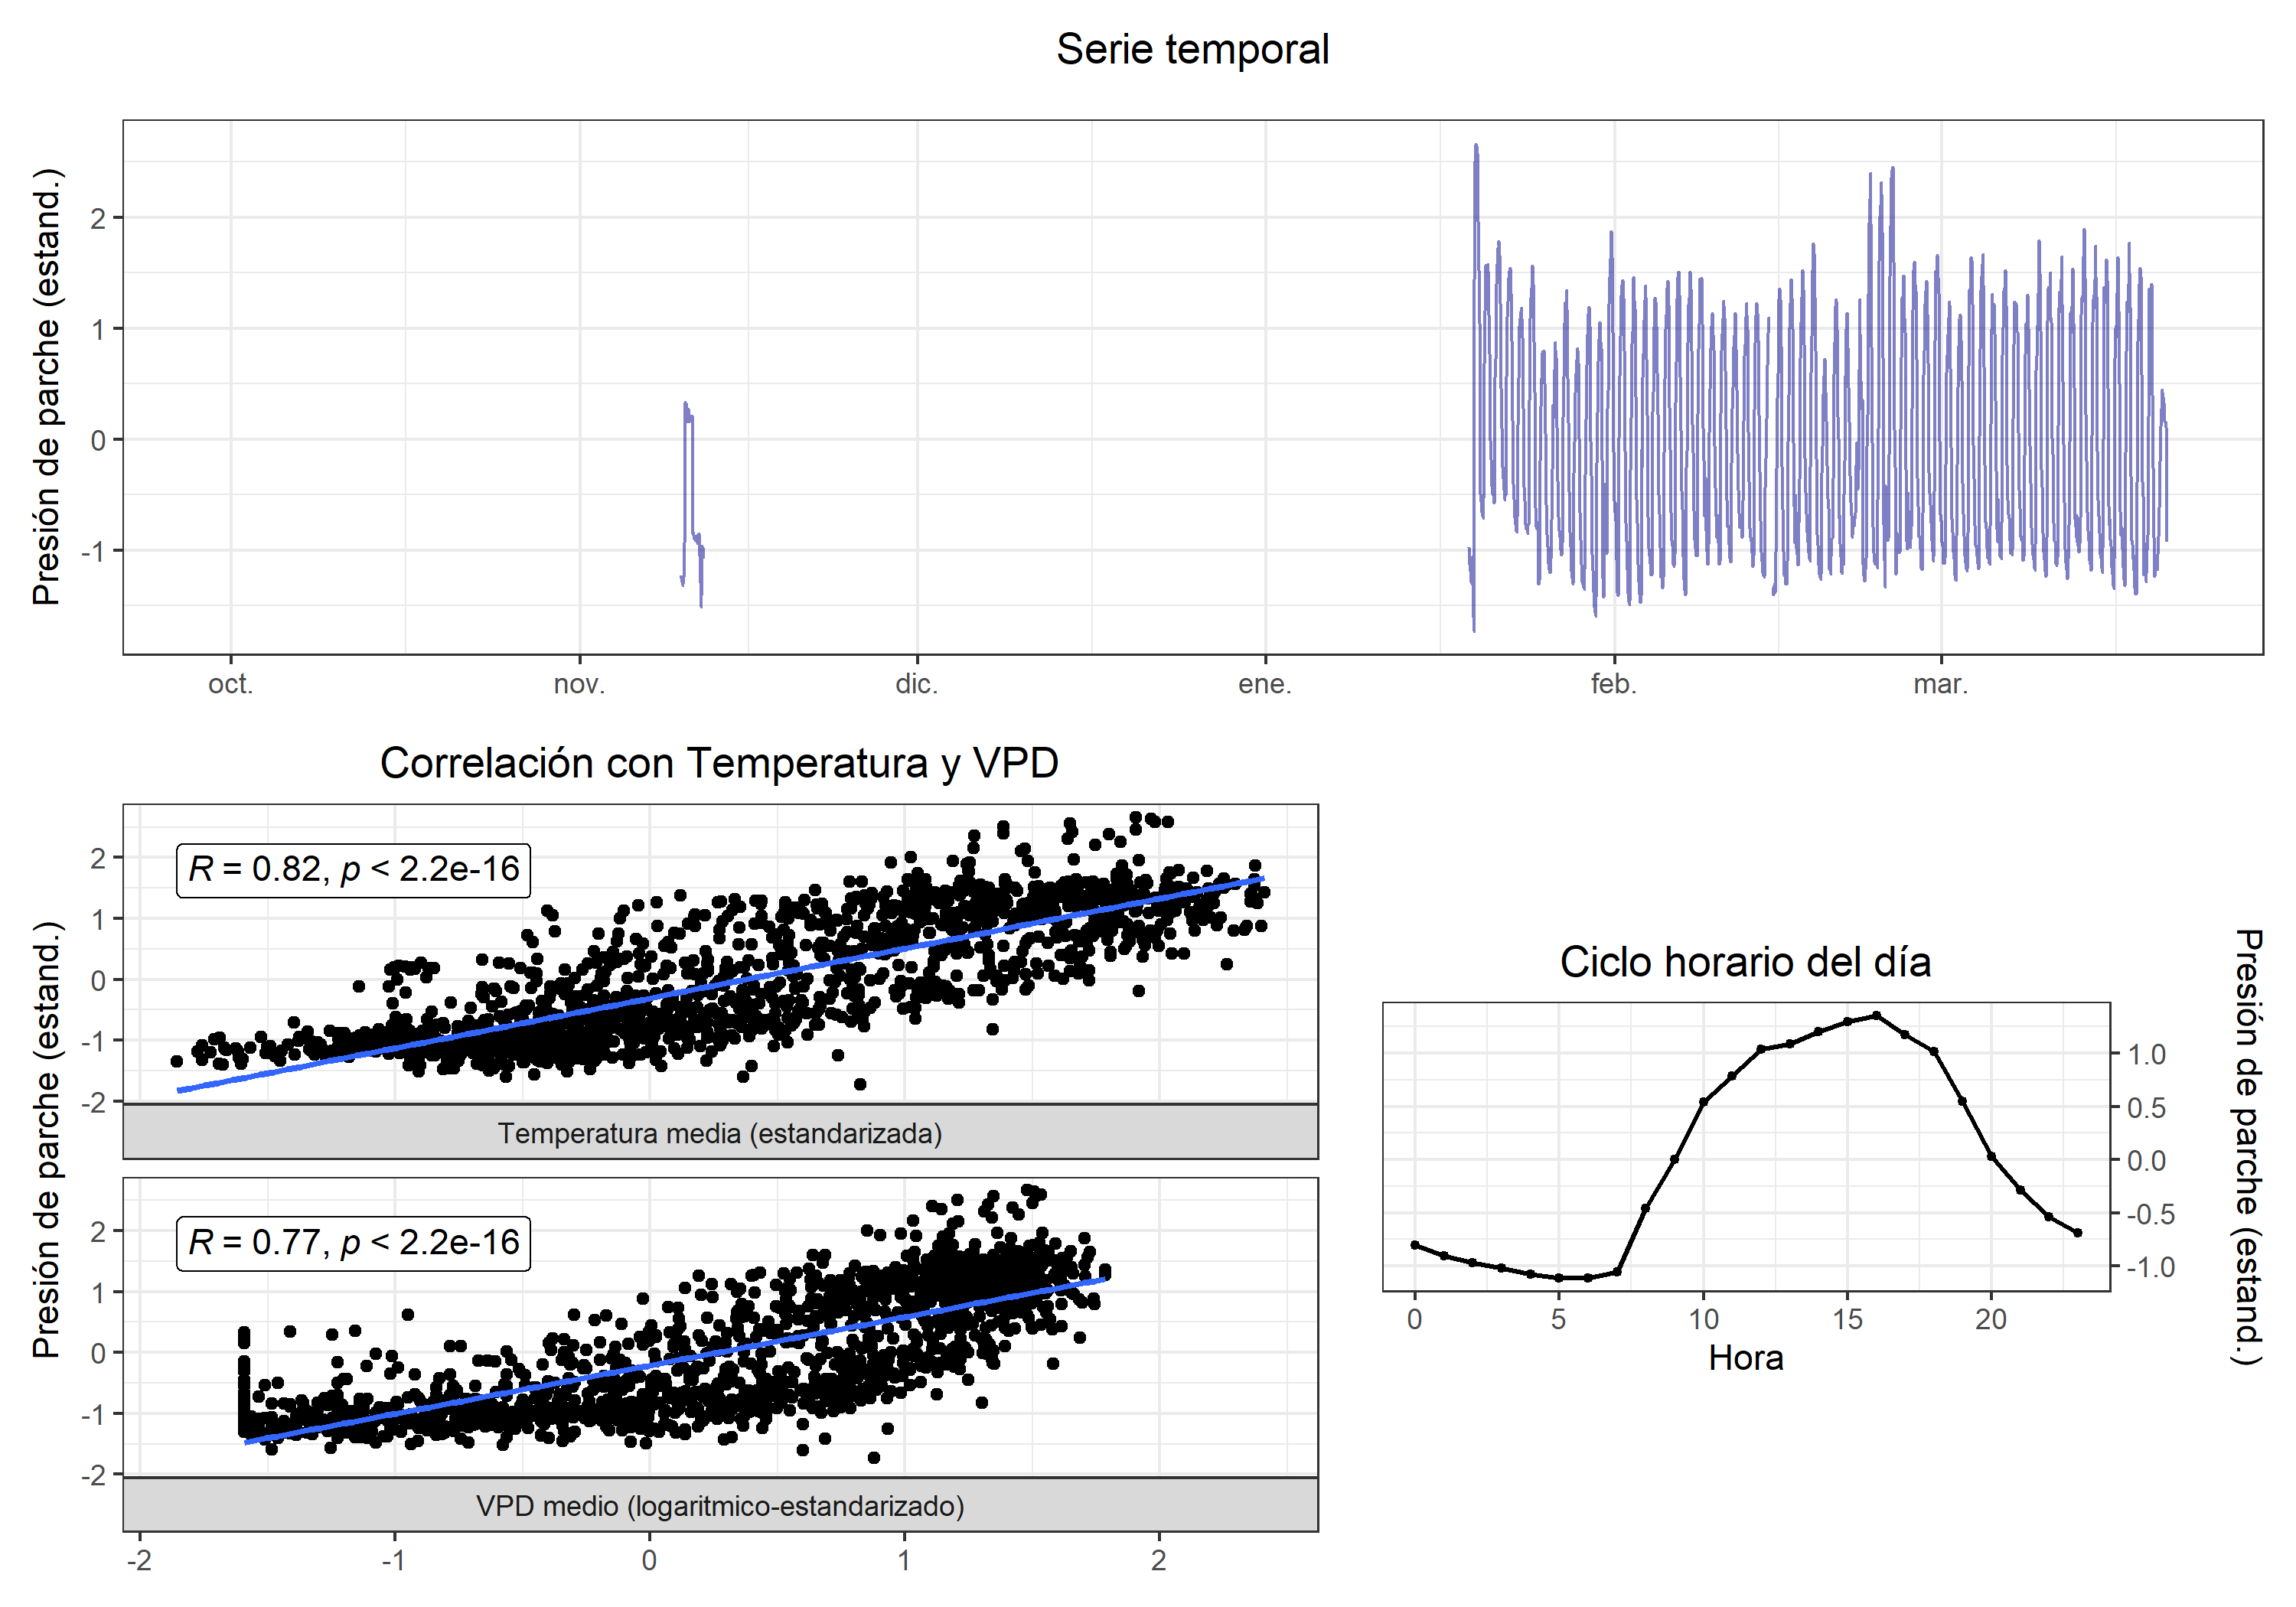 Serie temporal
Presión de parche (estand.)
2
1
0
-1
oct.
nov.
dic.
ene.
feb.
mar.
Correlación con Temperatura y VPD
Presión de parche (estand.)
2
1
0
-1
-2
R = 0.82, p < 2.2e-16
Temperatura media (estandarizada)
2
1
0
-1
-2
R = 0.77, p < 2.2e-16
VPD medio (logaritmico-estandarizado)
-2
-1
0
1
2
Ciclo horario del día
1.0
0.5
0.0
-0.5
-1.0
Presión de parche (estand.)
0
5
10
15
20
Hora